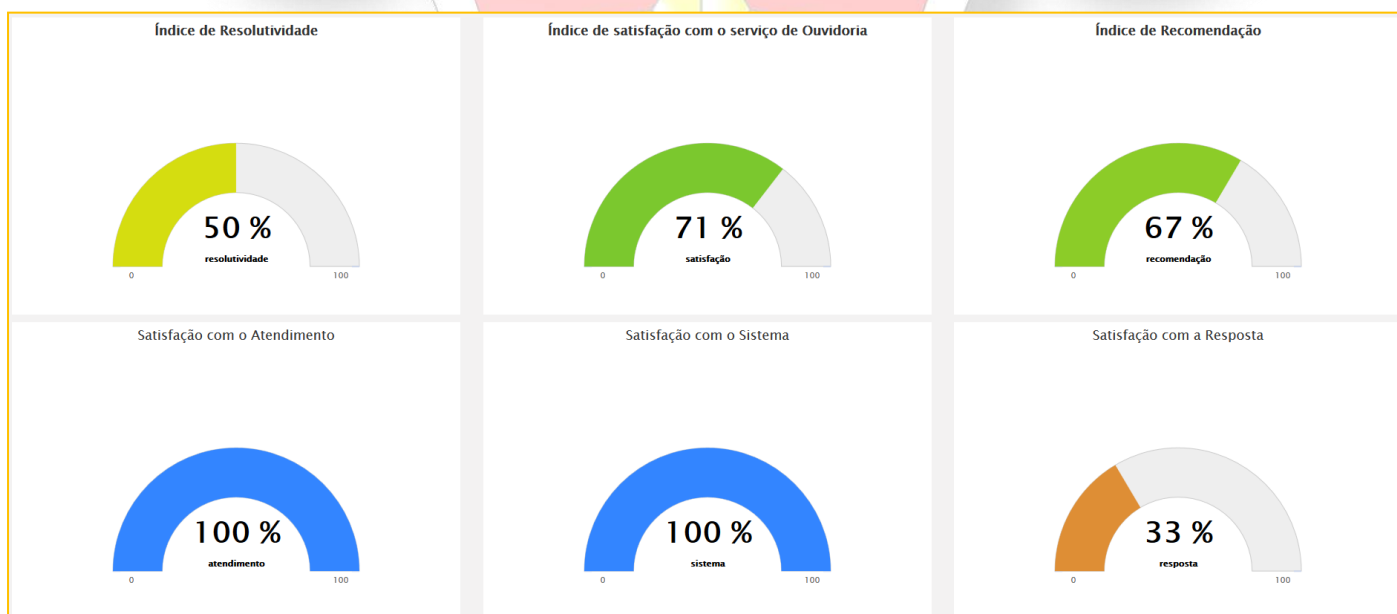 Índice de Resolutividade
50 %
resolutividade
0 100
Índice de satisfação com o serviço de Ouvidoria
71 %
satisfação
0 100
Índice de Recomendação
67 %
recomendação
0 100
Satisfação com o Atendimento
100 %
atendimento
0 100
Satisfação com o Sistema
100 %
sistema
0 100
Satisfação com a Resposta
33 %
resposta
0 100